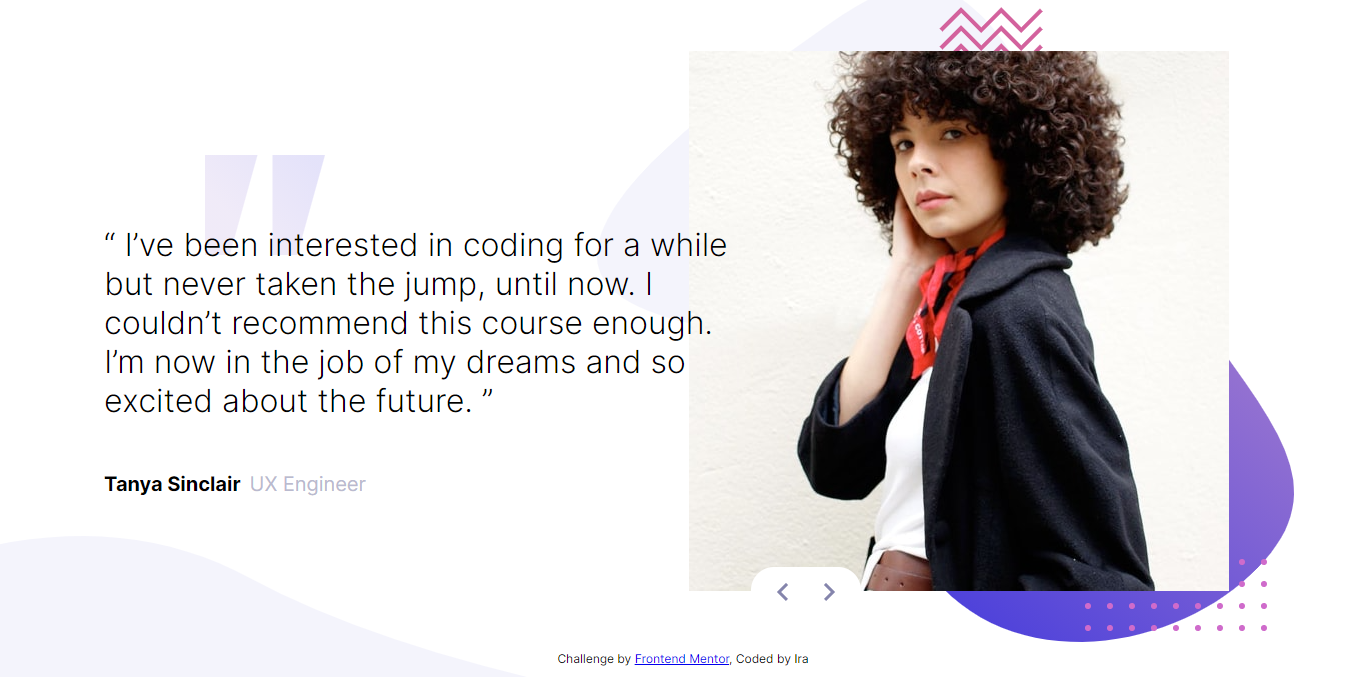 “ I’ve been interested in coding for a while
but never taken the jump, until now. I
couldn’t recommend this course enough.
I’m now in the job of my dreams and so
excited about the future. ”
Tanya Sinclair UX Engineer
Challenge by Frontend Mentor, Coded by Ira